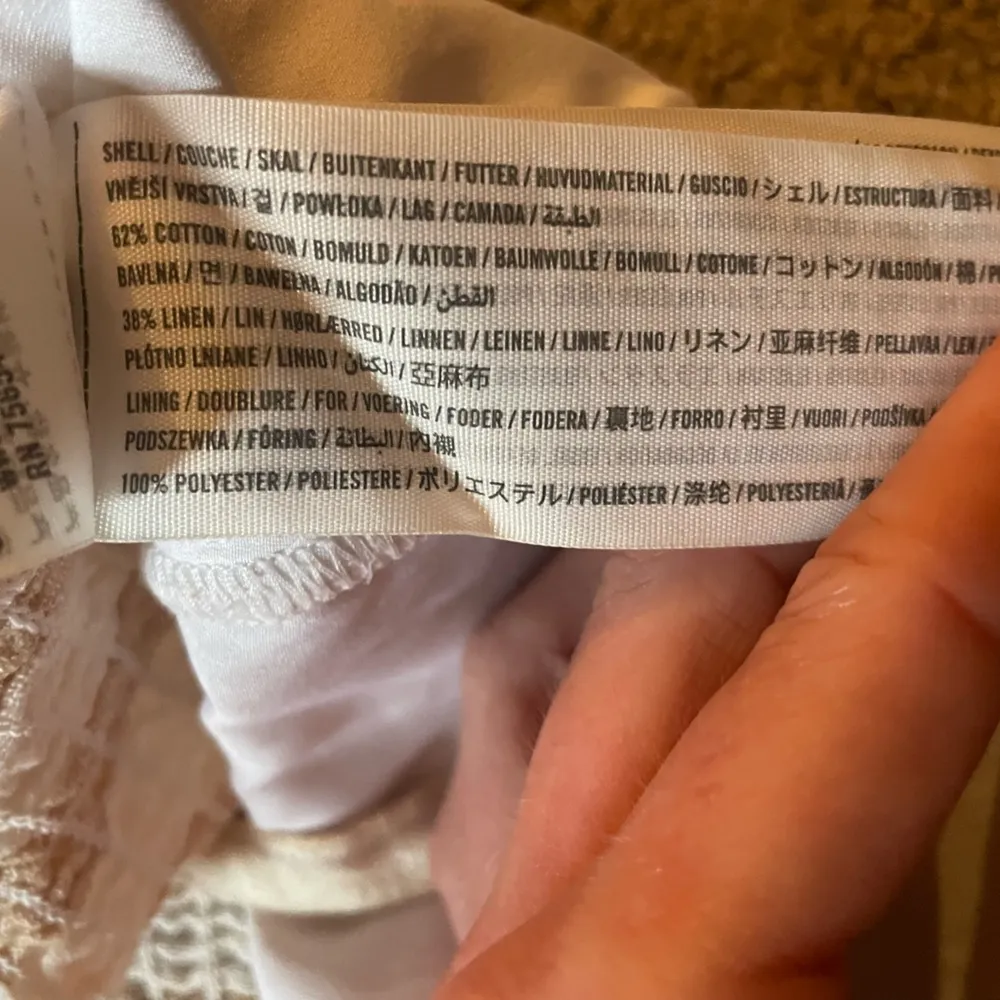 SHELL / COUCHE / SKAL / BUITENKANT / FUTTER / HUVUDMATERIAL / GUSCIO / シェル / ESTRUCTURA / 面料 /
VNĚJŠÍ VRSTVA / 겉 / POWŁOKA / LAG / CAMADA / الطبقة
62% COTTON / COTON / BOMULD / KATOEN / BAUMWOLLE / BOMULL / COTONE / コットン / ALGODÓN / 棉 /
BAVLNA / 면 / BAWEŁNA / ALGODÃO / القطن
38% LINEN / LIN / HØRLÆRRED / LINNEN / LEINEN / LINNE / LINO / リネン / 亚麻纤维 / PELLAVAA / LEN /
PŁÓTNO LNIANE / LINHO / الكتان / 亞麻布
LINING / DOUBLURE / FOR / VOERING / FODER / FODERA / 裏地 / FORRO / 衬里 / VUORI / PODŠÍVKA
PODSZEWKA / FÔRING / البطانة / 內襯
100% POLYESTER / POLIESTERE / ポリエステル / POLIÉSTER / 涤纶 / POLYESTERIÄ /
RN 7565